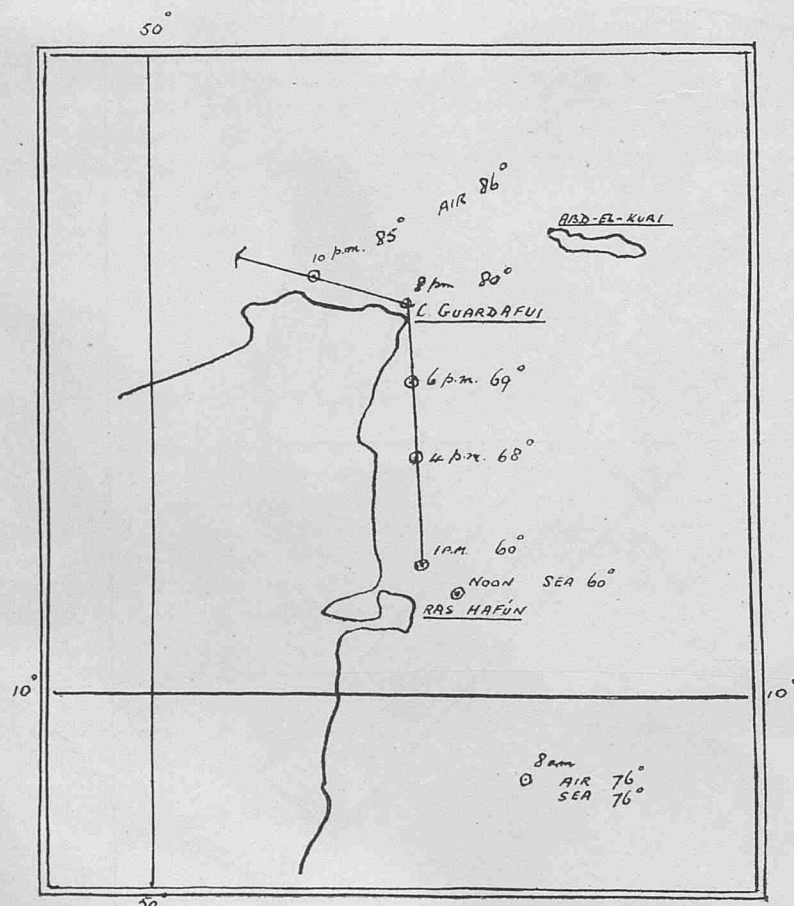 50°
AIR 86°
10 p.m. 85°
ABD-EL-KURI
8 pm 80°
C. GUARDAFUI
6 p.m. 69°
4 p.m. 68°
1 P.M. 60°
NOON SEA 60°
RAS HAFÚN
10° 10°
8 am
AIR 76°
SEA 76°
50°